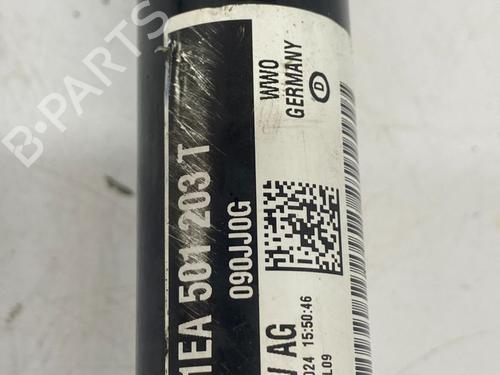 B-PARTS
1EA 501 203 T
090JJ0G
WWO
GERMANY
D
AG
024 15:50:46
L09